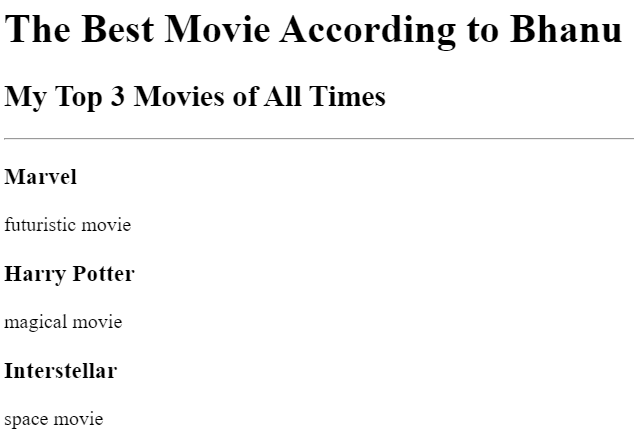 The Best Movie According to Bhanu
My Top 3 Movies of All Times
Marvel
futuristic movie
Harry Potter
magical movie
Interstellar
space movie